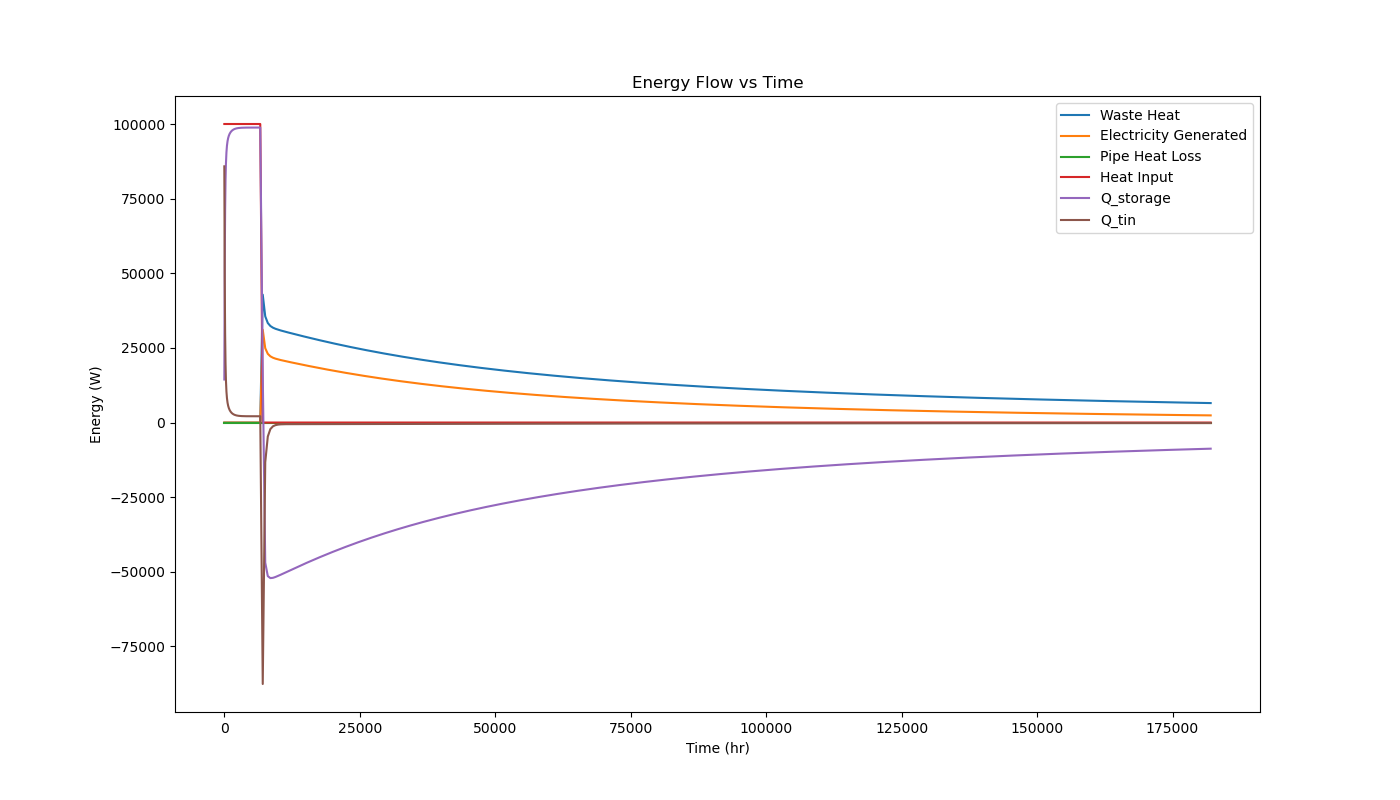 Energy Flow vs Time
Waste Heat
Electricity Generated
Pipe Heat Loss
Heat Input
Q_storage
Q_tin
100000
75000
50000
25000
0
−25000
−50000
−75000
Energy (W)
0
25000
50000
75000
100000
125000
150000
175000
Time (hr)